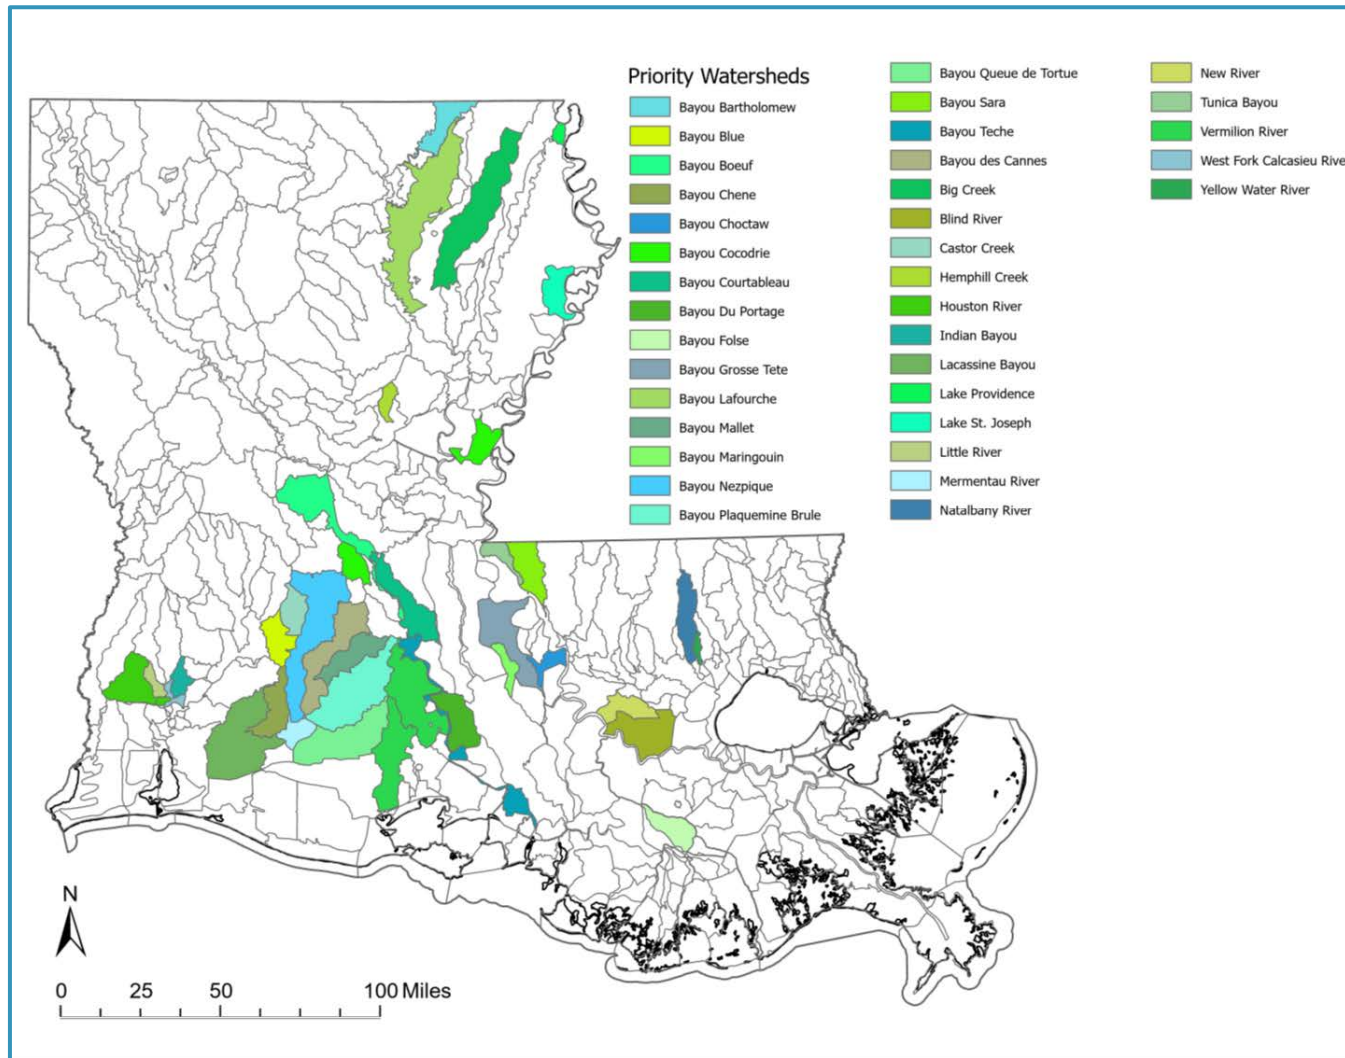 Priority Watersheds
Bayou Bartholomew
Bayou Blue
Bayou Boeuf
Bayou Chene
Bayou Choctaw
Bayou Cocodrie
Bayou Courtableau
Bayou Du Portage
Bayou Folse
Bayou Grosse Tete
Bayou Lafourche
Bayou Mallet
Bayou Maringouin
Bayou Nezpique
Bayou Plaquemine Brule
Bayou Queue de Tortue
Bayou Sara
Bayou Teche
Bayou des Cannes
Big Creek
Blind River
Castor Creek
Hemphill Creek
Houston River
Indian Bayou
Lacassine Bayou
Lake Providence
Lake St. Joseph
Little River
Mermentau River
Natalbany River
New River
Tunica Bayou
Vermilion River
West Fork Calcasieu Rive
Yellow Water River
N
0 25 50 100 Miles